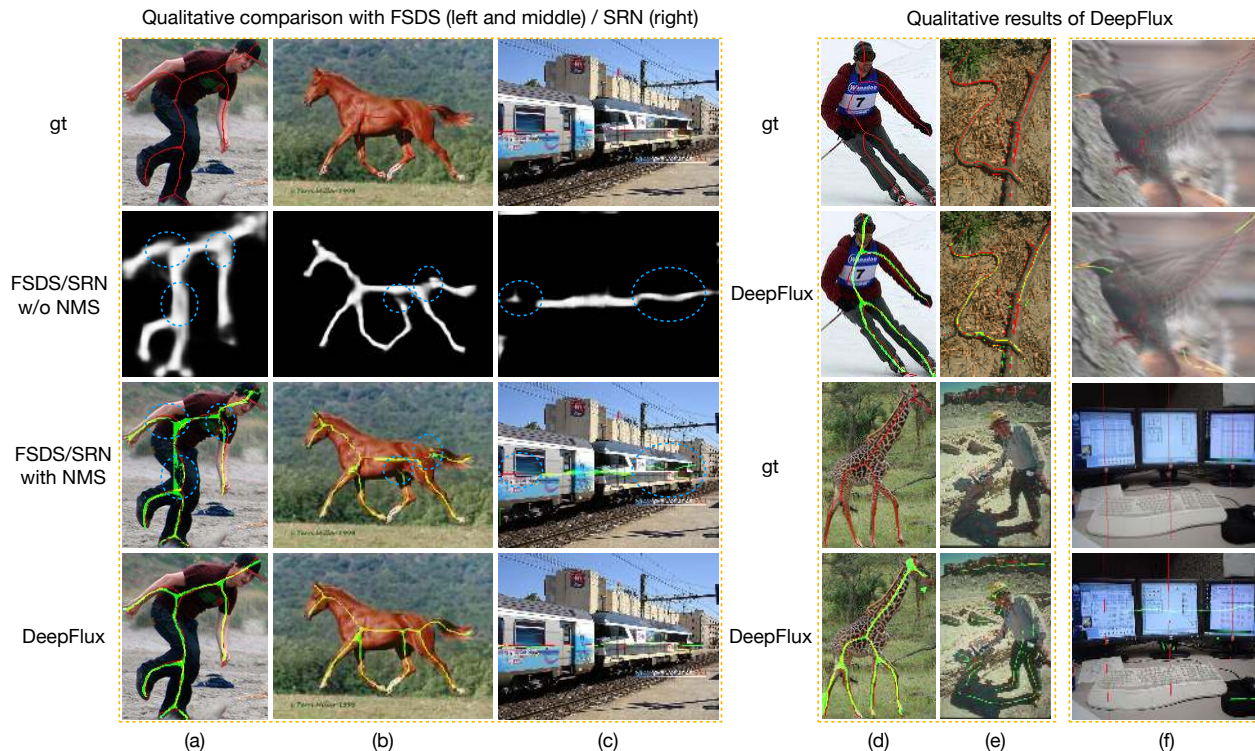 Qualitative comparison with FSDS (left and middle) / SRN (right)
Qualitative results of DeepFlux
gt
FSDS/SRN
w/o NMS
FSDS/SRN
with NMS
DeepFlux
gt
DeepFlux
gt
DeepFlux
7
7
(a)
(b)
(c)
(d)
(e)
(f)